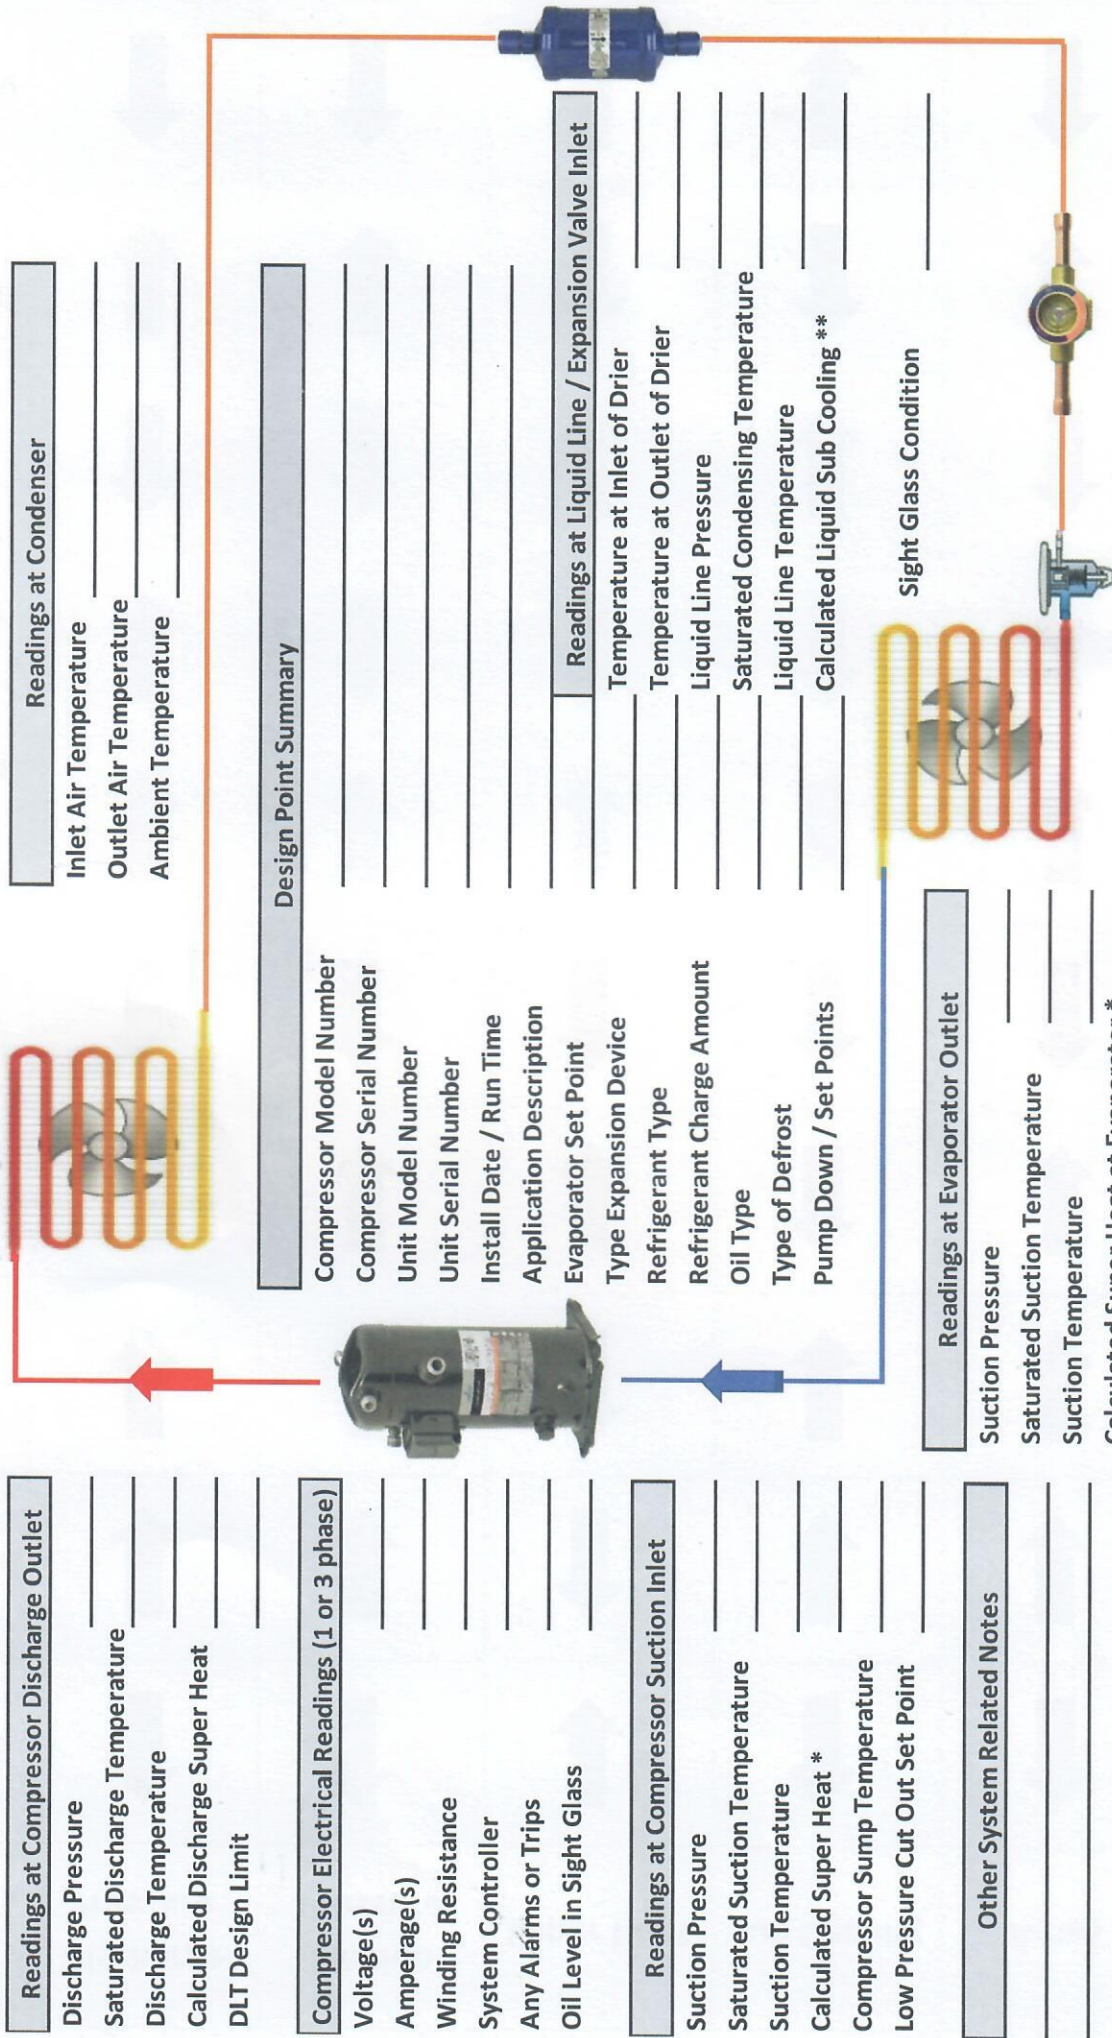 Readings at Compressor Discharge Outlet
Discharge Pressure
Saturated Discharge Temperature
Discharge Temperature
Calculated Discharge Super Heat
DLT Design Limit
Compressor Electrical Readings (1 or 3 phase)
Voltage(s)
Amperage(s)
Winding Resistance
System Controller
Any Alarms or Trips
Oil Level in Sight Glass
Readings at Compressor Suction Inlet
Suction Pressure
Saturated Suction Temperature
Suction Temperature
Calculated Super Heat *
Compressor Sump Temperature
Low Pressure Cut Out Set Point
Other System Related Notes
Readings at Condenser
Inlet Air Temperature
Outlet Air Temperature
Ambient Temperature
Design Point Summary
Compressor Model Number
Compressor Serial Number
Unit Model Number
Unit Serial Number
Install Date / Run Time
Application Description
Evaporator Set Point
Type Expansion Device
Refrigerant Type
Refrigerant Charge Amount
Oil Type
Type of Defrost
Pump Down / Set Points
Readings at Liquid Line / Expansion Valve Inlet
Temperature at Inlet of Drier
Temperature at Outlet of Drier
Liquid Line Pressure
Saturated Condensing Temperature
Liquid Line Temperature
Calculated Liquid Sub Cooling **
Sight Glass Condition
Readings at Evaporator Outlet
Suction Pressure
Saturated Suction Temperature
Suction Temperature
Calculated Super Heat at Evaporator *